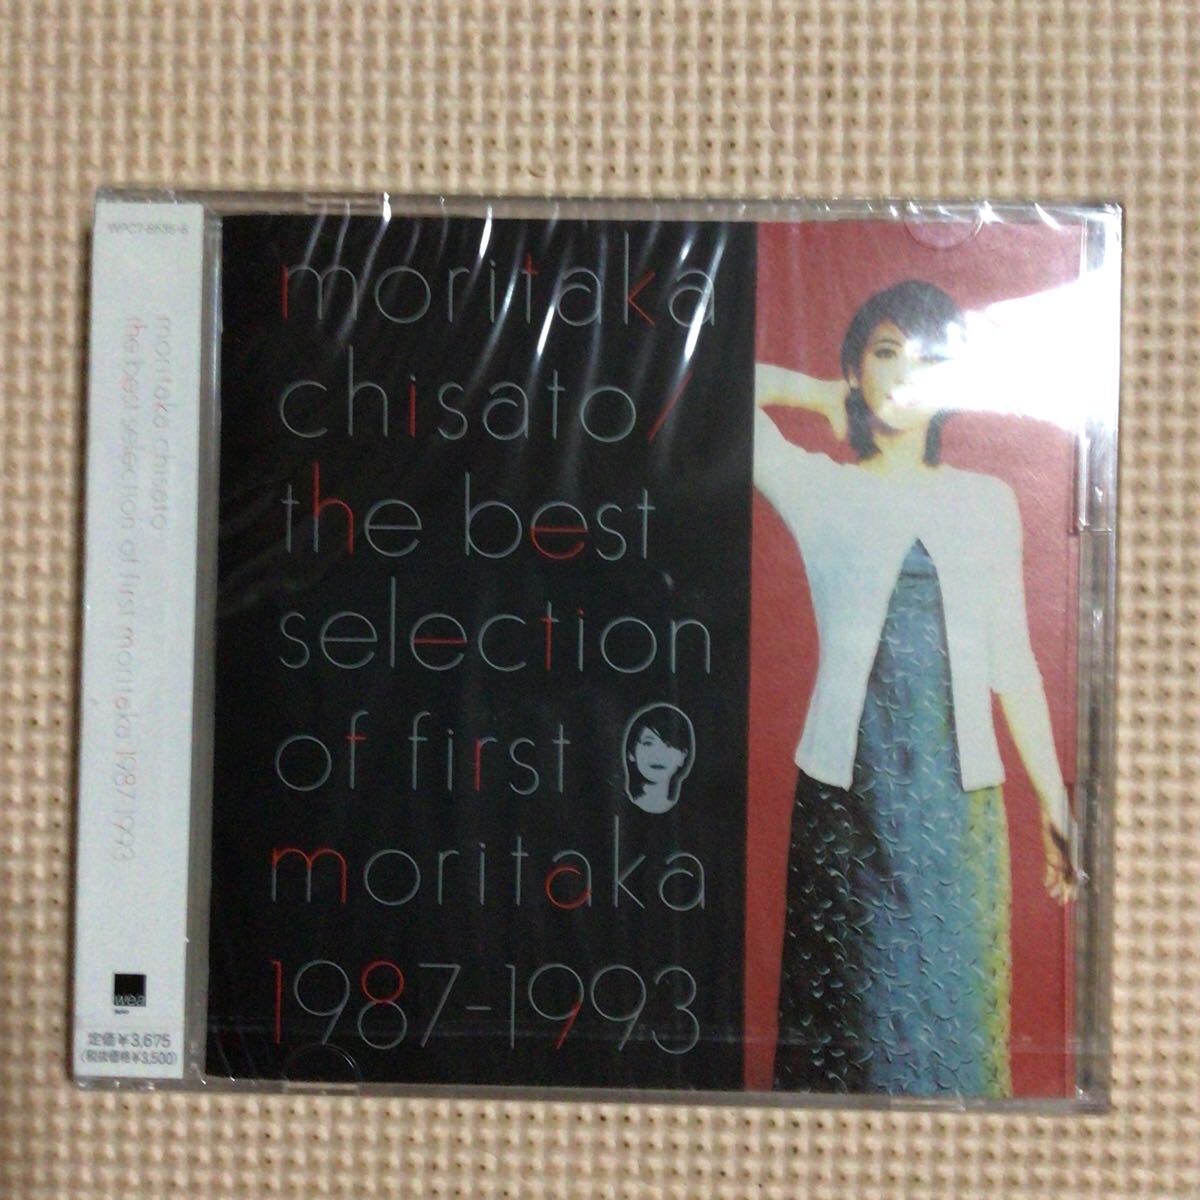 WPC7-8535~6
moritaka chisato/
the best selection of first moritaka 1987-1993
wea
定価¥3,675
(税抜価格¥3,500)
moritaka
chisato/
the best
selection
of first
moritaka
1987-1993